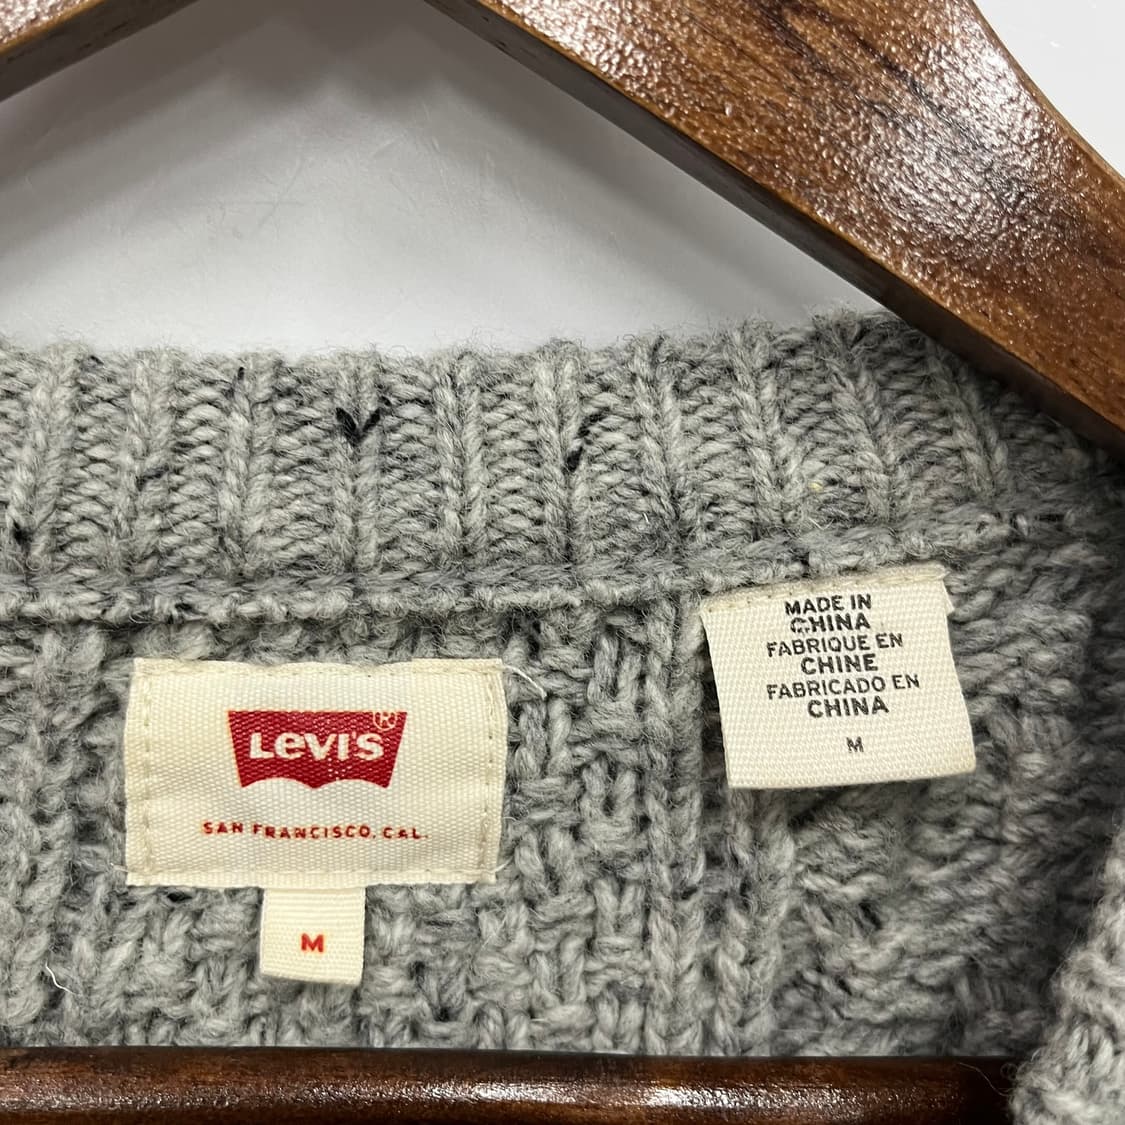 LEVI'S®
SAN FRANCISCO, CAL.
M
MADE IN
CHINA
FABRIQUE EN
CHINE
FABRICADO EN
CHINA
M